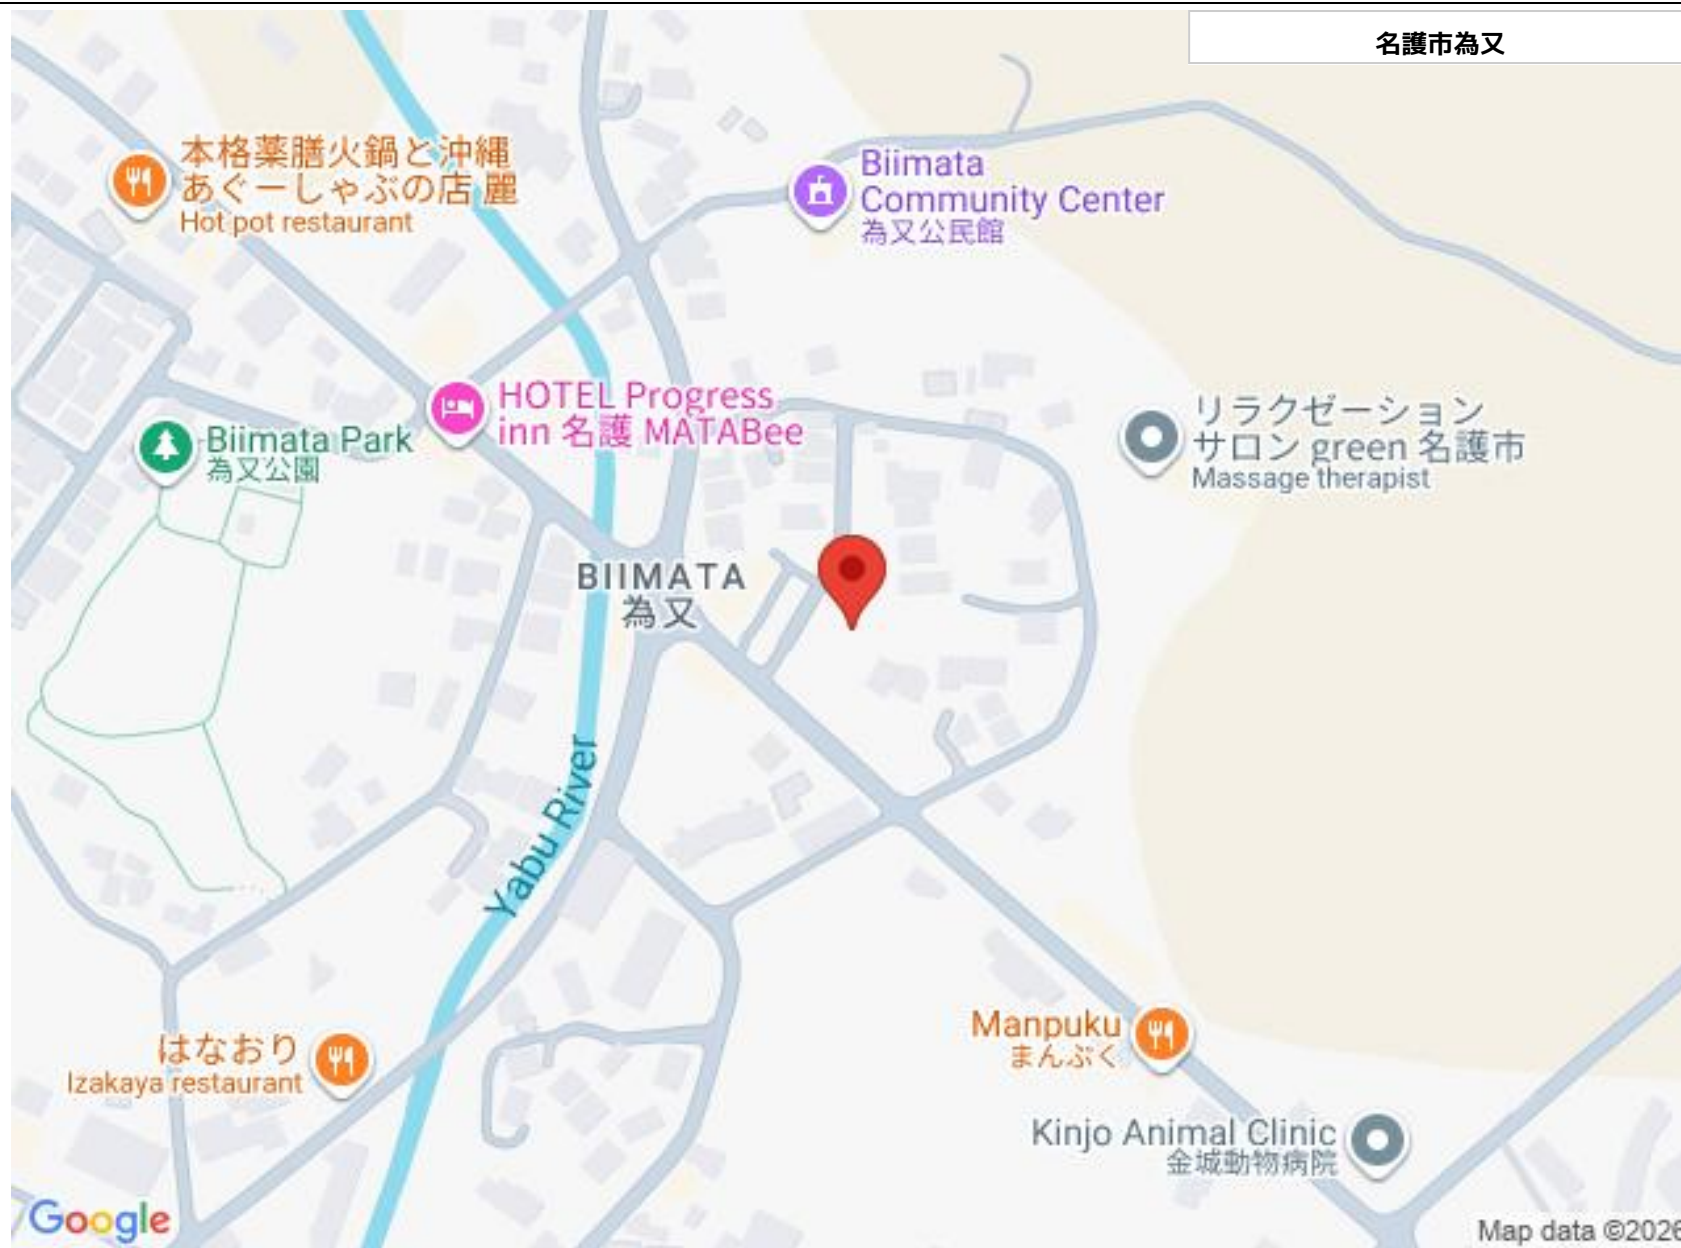 名護市為又
本格薬膳火鍋と沖縄
あぐーしゃぶの店 麗
Hot pot restaurant
Biimata
Community Center
為又公民館
HOTEL Progress
inn 名護 MATABee
Biimata Park
為又公園
リラクゼーション
サロン green 名護市
Massage therapist
BIIMATA
為又
Yabu River
はなおり
Izakaya restaurant
Manpuku
まんぷく
Kinjo Animal Clinic
金城動物病院
Google
Map data ©2026